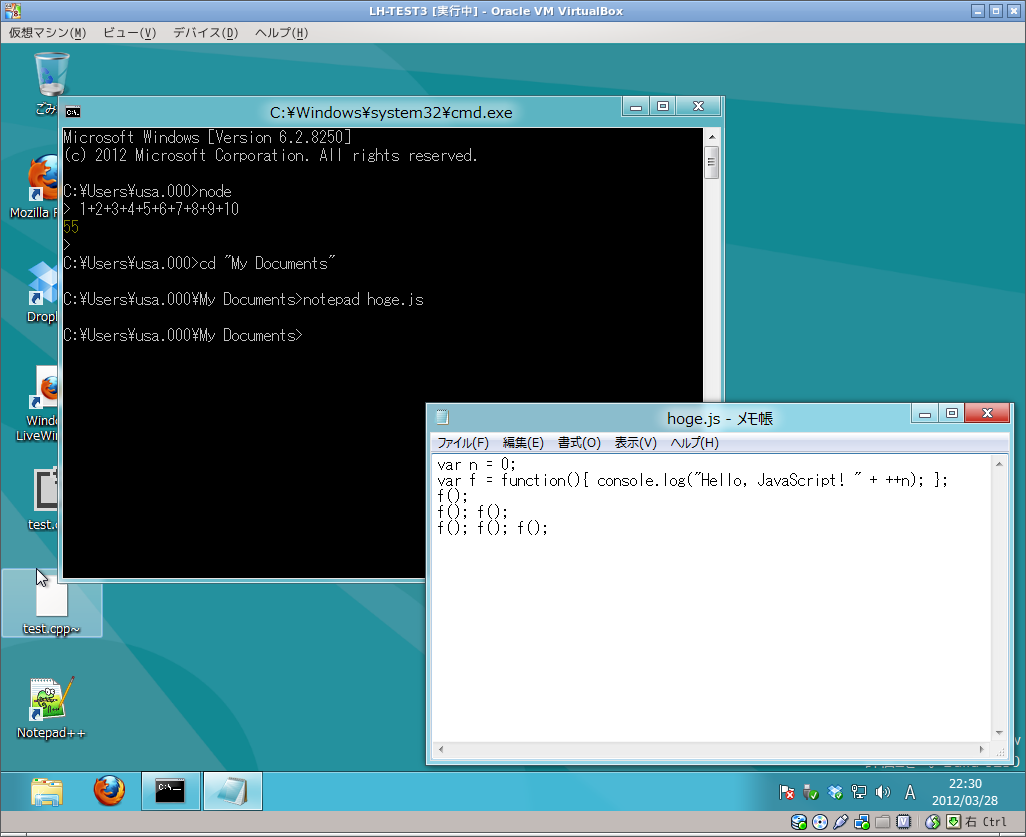 LH-TEST3 [実行中] - Oracle VM VirtualBox
仮想マシン(M) ビュー(V) デバイス(D) ヘルプ(H)
ごみ
C:¥Windows¥system32¥cmd.exe
Microsoft Windows [Version 6.2.8250]
(c) 2012 Microsoft Corporation. All rights reserved.
C:¥Users¥usa.000>node
> 1+2+3+4+5+6+7+8+9+10
55
>
C:¥Users¥usa.000>cd "My Documents"
C:¥Users¥usa.000¥My Documents>notepad hoge.js
C:¥Users¥usa.000¥My Documents>
Mozilla F
Dropl
Windo
LiveWri
test.
test.cpp~
Notepad++
hoge.js - メモ帳
ファイル(F) 編集(E) 書式(O) 表示(V) ヘルプ(H)
var n = 0;
var f = function(){ console.log("Hello, JavaScript! " + ++n); };
f();
f(); f();
f(); f(); f();
A
22:30
2012/03/28
右 Ctrl